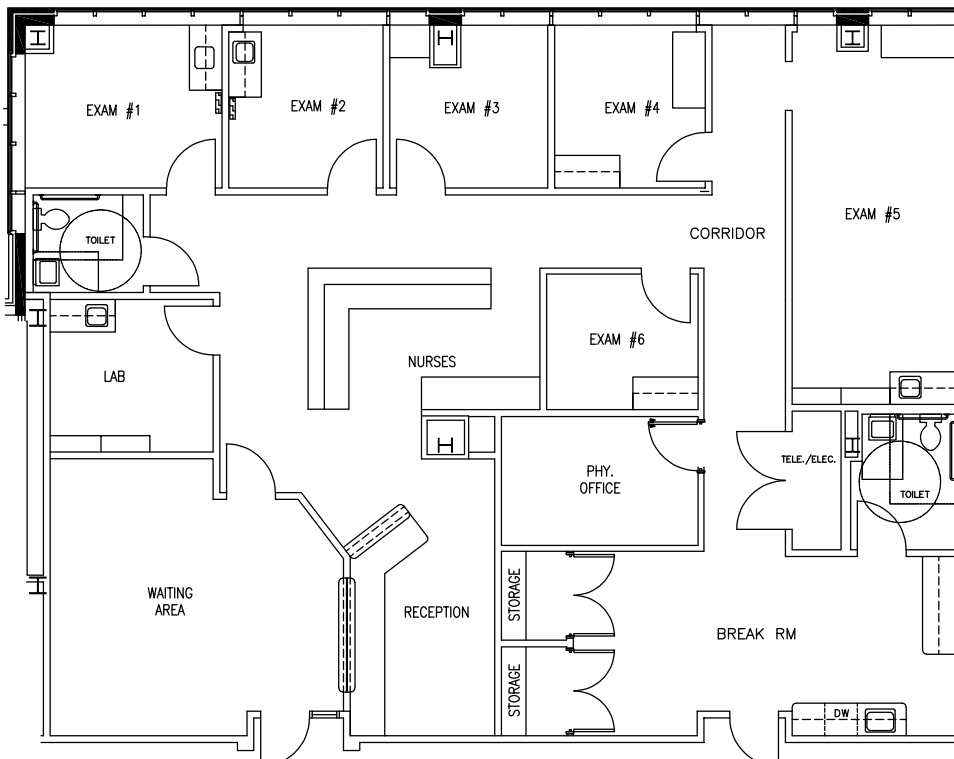 EXAM #1
EXAM #2
EXAM #3
EXAM #4
EXAM #5
TOILET
CORRIDOR
EXAM #6
NURSES
LAB
PHY.
OFFICE
TELE./ELEC.
TOILET
WAITING
AREA
RECEPTION
STORAGE
BREAK RM
STORAGE
DW